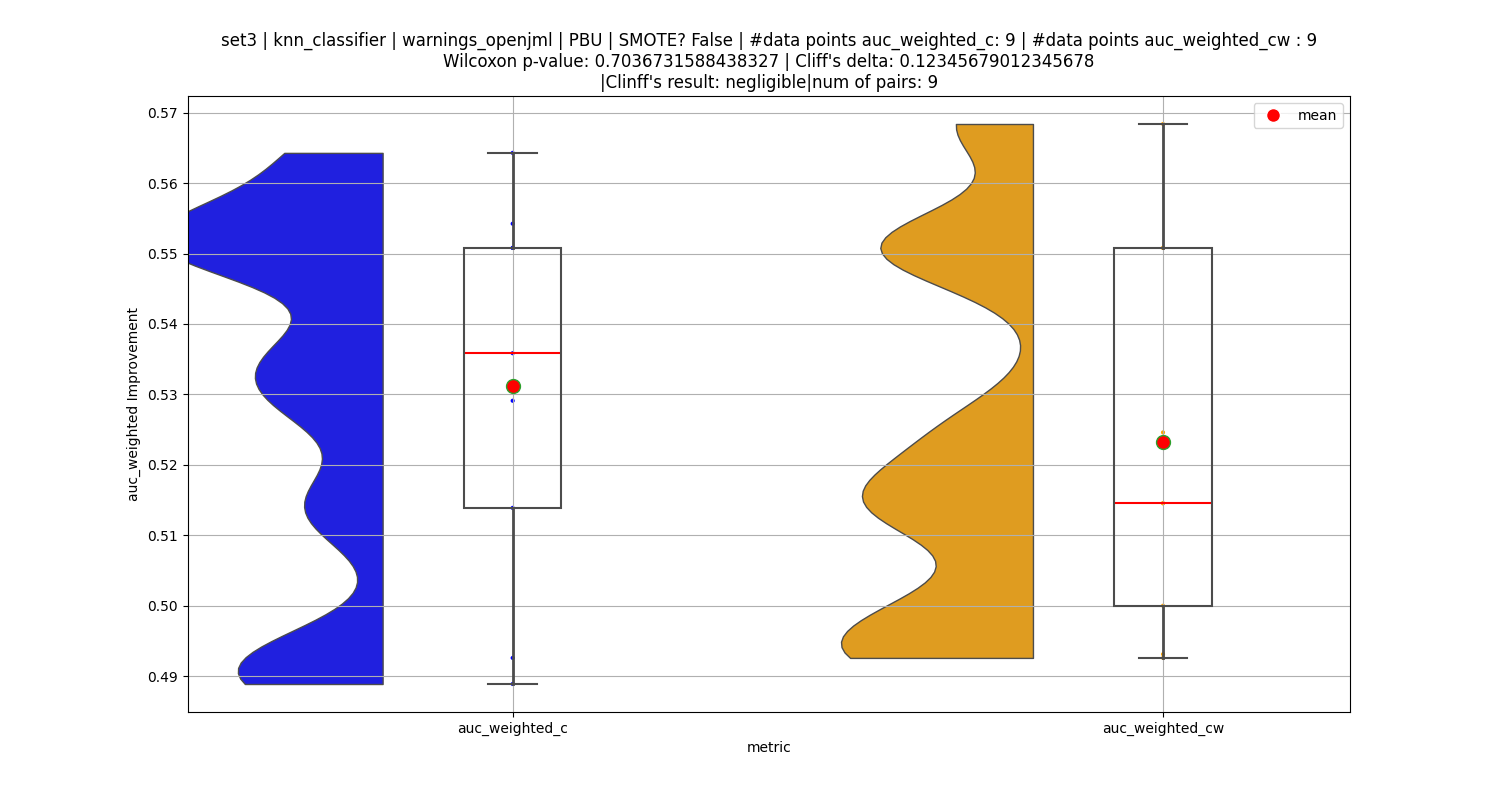 set3 | knn_classifier | warnings_openjml | PBU | SMOTE? False | #data points auc_weighted_c: 9 | #data points auc_weighted_cw : 9
Wilcoxon p-value: 0.7036731588438327 | Cliff's delta: 0.12345679012345678
|Clinff's result: negligible|num of pairs: 9
mean
0.57
0.56
0.55
0.54
0.53
0.52
0.51
0.50
0.49
auc_weighted Improvement
auc_weighted_c
auc_weighted_cw
metric